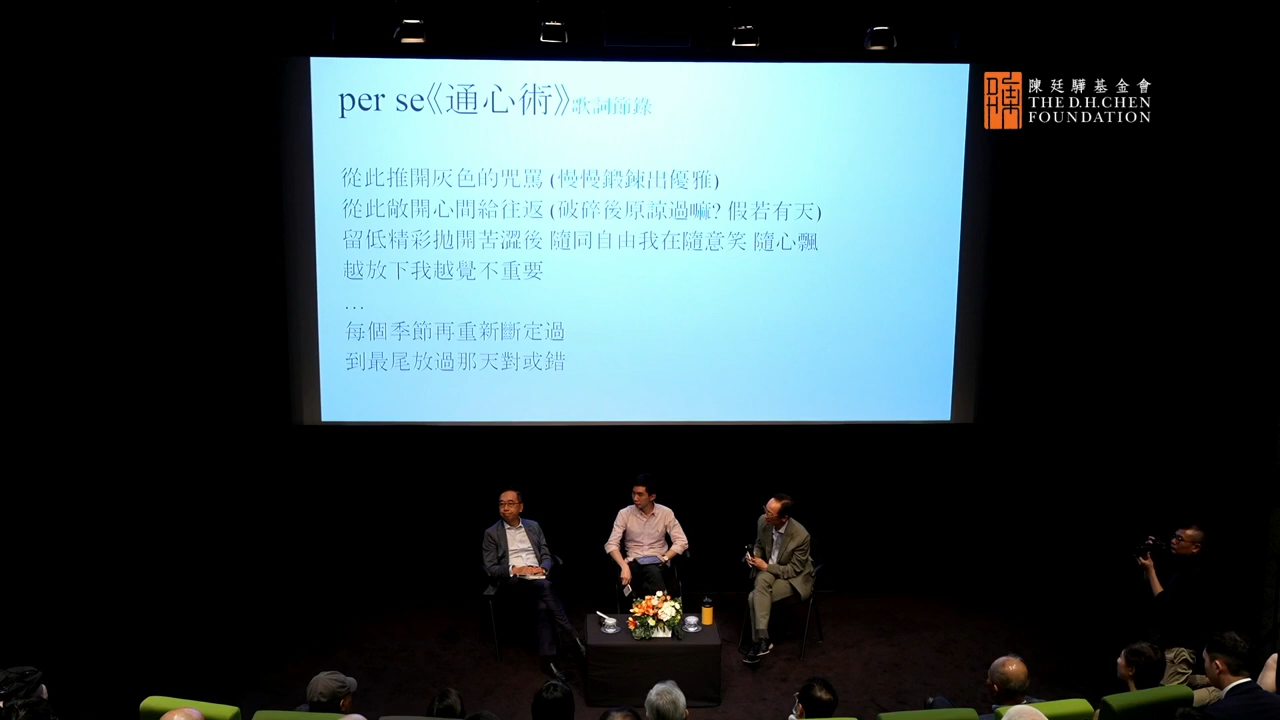 per se《通心術》歌詞節錄
從此推開灰色的咒罵 (慢慢鍛鍊出優雅)
從此敞開心間給往返 (破碎後原諒過嘛? 假若有天)
留低精彩拋開苦澀後 隨同自由我在隨意笑 隨心飄
越放下我越覺不重要
…
每個季節再重新斷定過
到最尾放過那天對或錯
陳廷驊基金會
THE D. H. CHEN
FOUNDATION